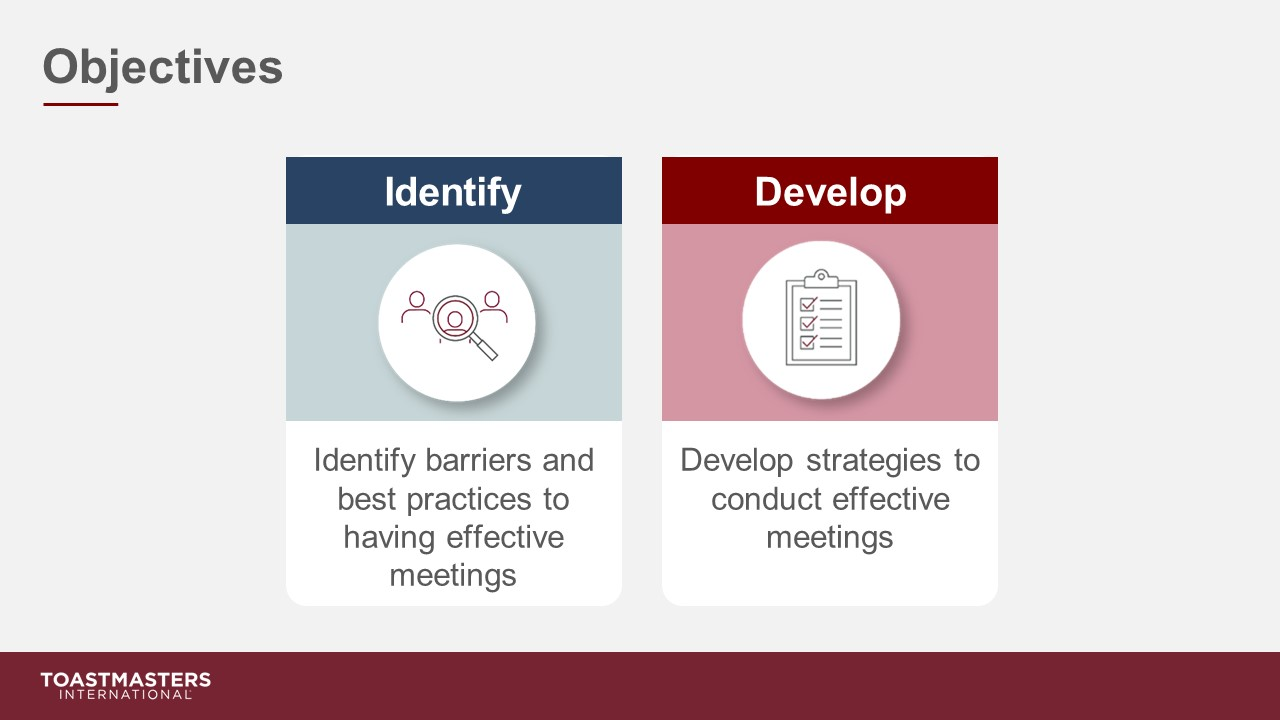 Objectives
Identify
Identify barriers and
best practices to
having effective
meetings
Develop
Develop strategies to
conduct effective
meetings
TOASTMASTERS
INTERNATIONAL